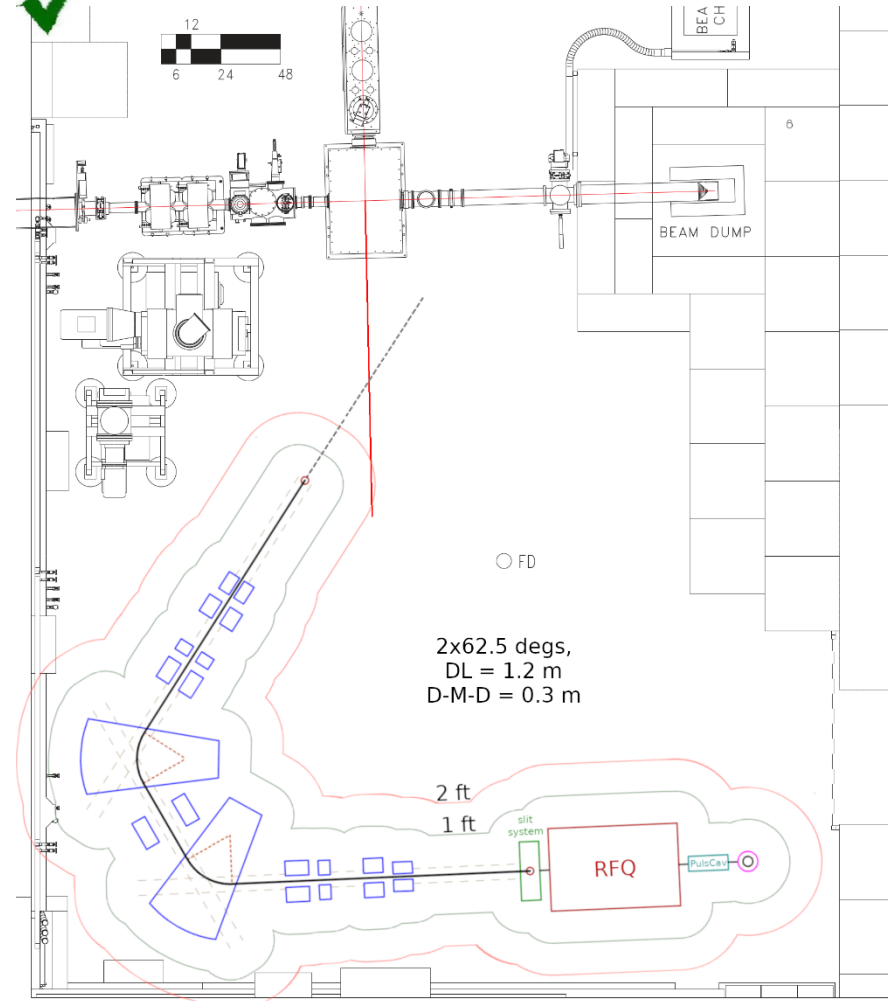 12
6 24 48
BEA
CH
6
BEAM DUMP
FD
2x62.5 degs,
DL = 1.2 m
D-M-D = 0.3 m
2 ft
1 ft
slit
system
RFQ
PulsCav